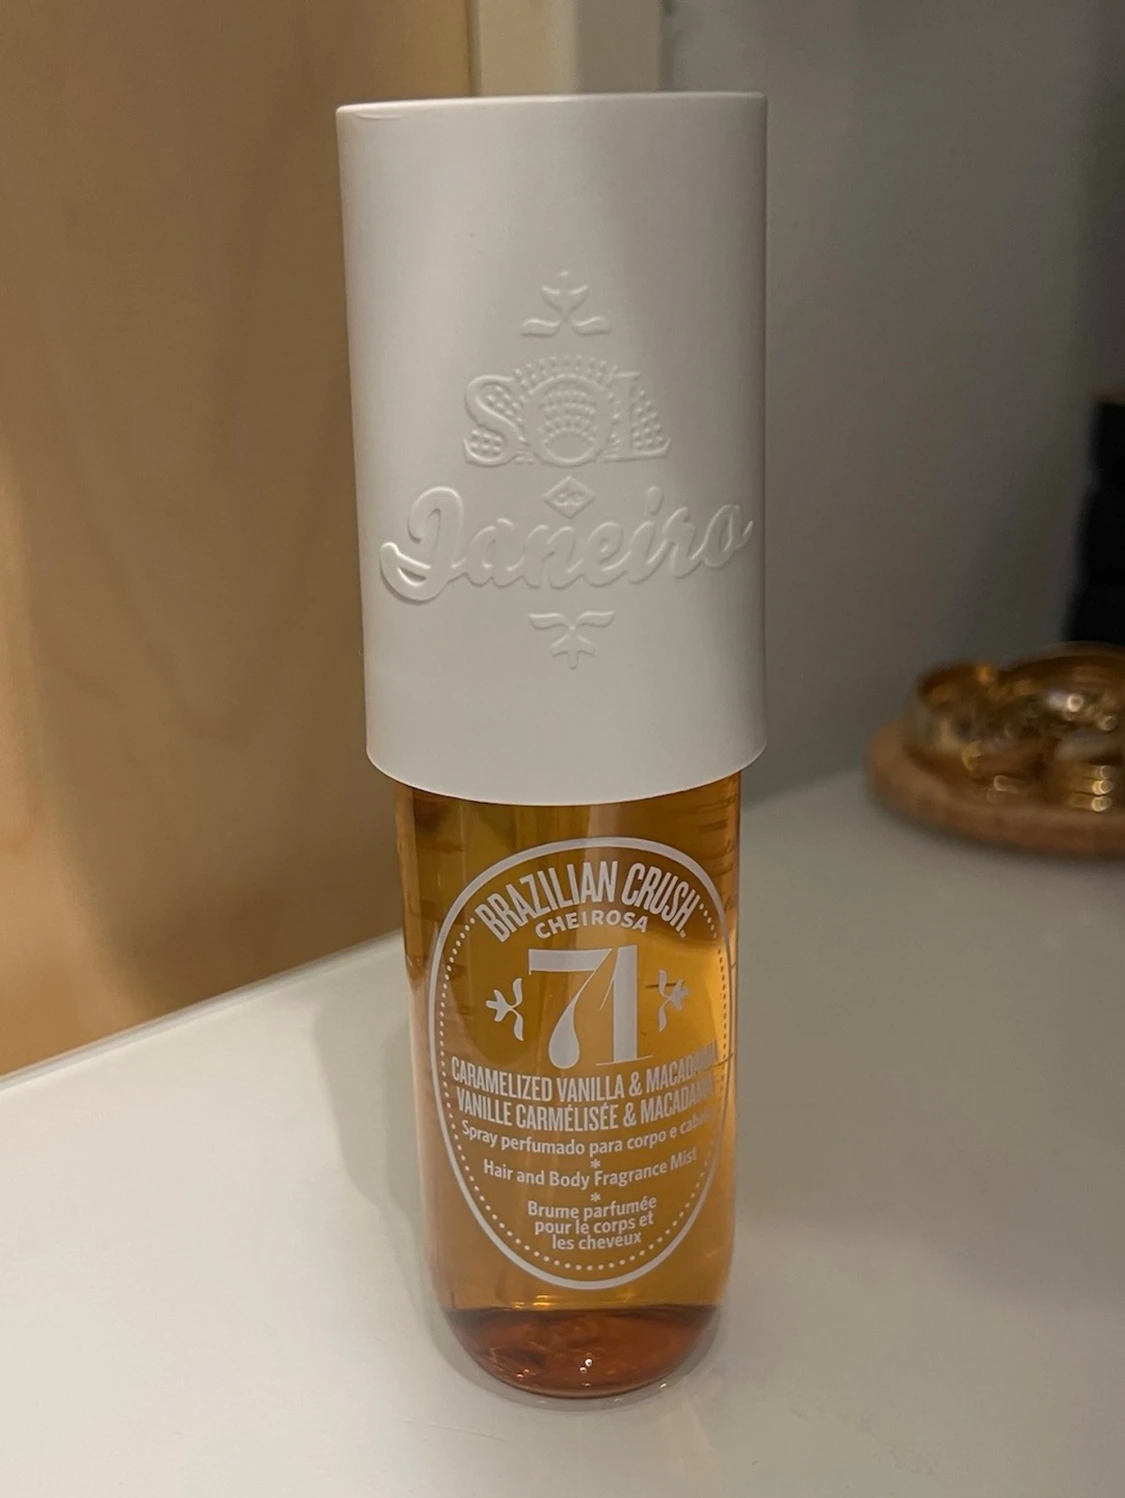 SOL
de
Janeiro
BRAZILIAN CRUSH
CHEIROSA
71
CARAMELIZED VANILLA & MACADAMIA
VANILLE CARMÉLISÉE & MACADAMIA
Spray perfumado para corpo e
*
Hair and Body Fragrance Mist
*
Brume parfumée
pour le corps et
les cheveux